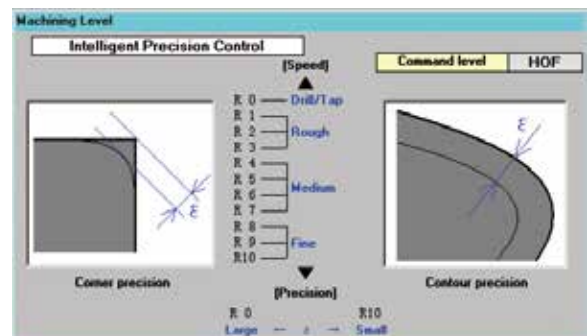 Machining Level
Intelligent Precision Control
[Speed]
Command level HOF
R 0 Drill/Tap
R 1
R 2 Rough
R 3
R 4
R 5
R 6 Medium
R 7
R 8
R 9 Fine
R10
ε
ε
Corner precision
Contour precision
[Precision]
R 0 R10
Large ← ε → Small